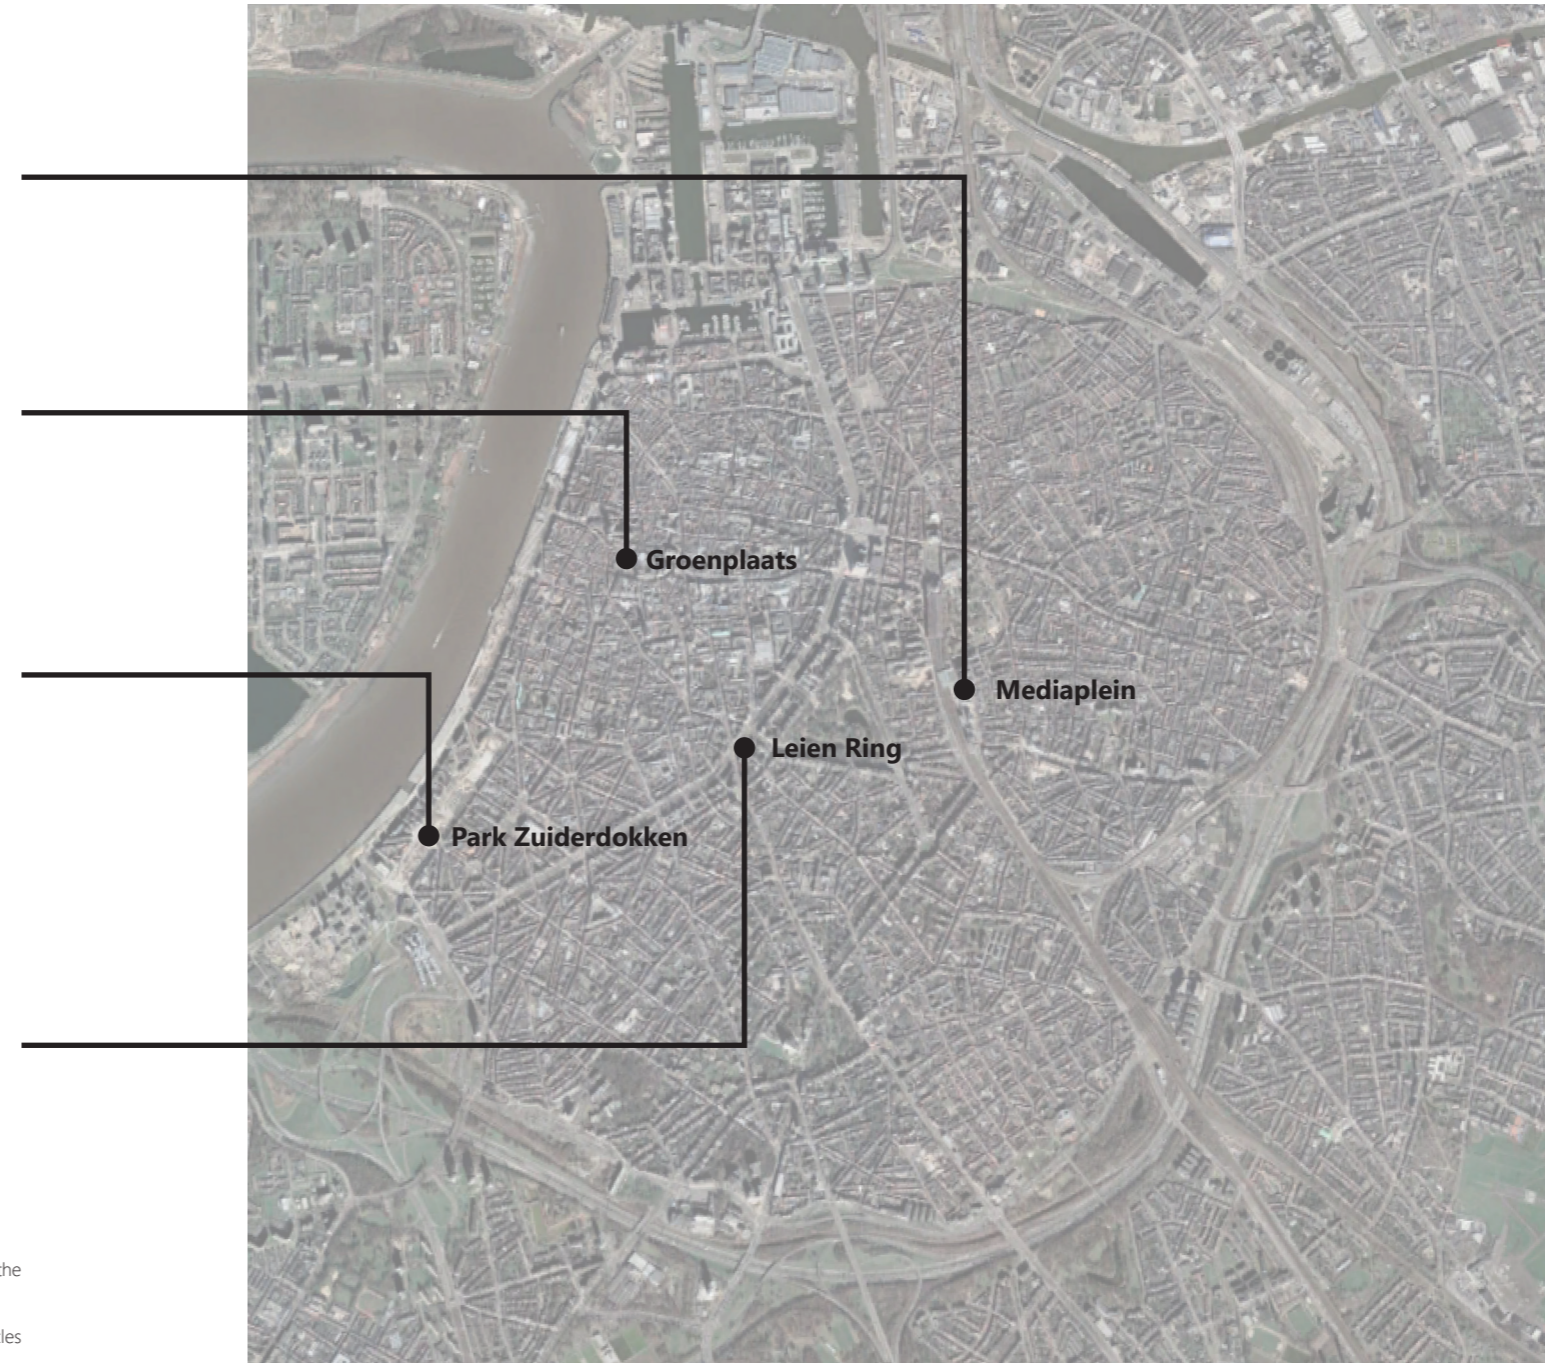 Groenplaats
Mediaplein
Leien Ring
Park Zuiderdokken
the
les